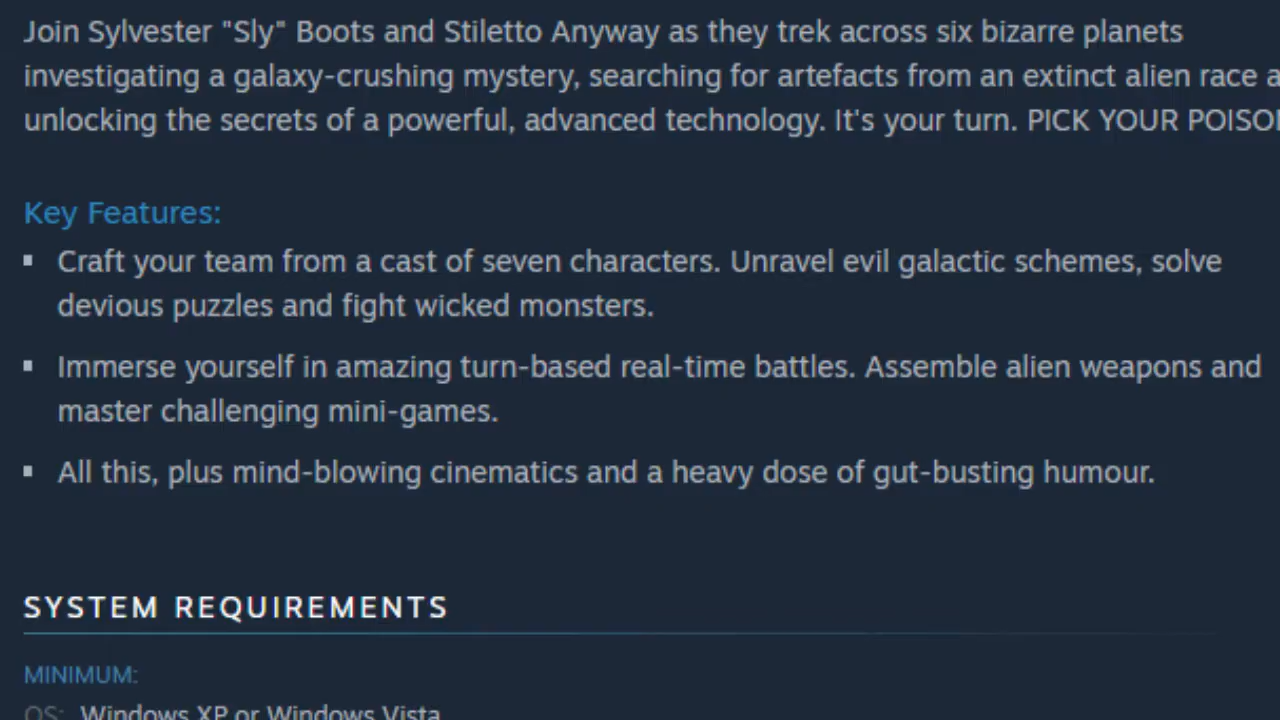 Join Sylvester "Sly" Boots and Stiletto Anyway as they trek across six bizarre planets
investigating a galaxy-crushing mystery, searching for artefacts from an extinct alien race
unlocking the secrets of a powerful, advanced technology. It's your turn. PICK YOUR
Key Features:
▪ Craft your team from a cast of seven characters. Unravel evil galactic schemes, solve
devious puzzles and fight wicked monsters.
▪ Immerse yourself in amazing turn-based real-time battles. Assemble alien weapons and
master challenging mini-games.
▪ All this, plus mind-blowing cinematics and a heavy dose of gut-busting humour.
SYSTEM REQUIREMENTS
MINIMUM:
OS: Windows XP or Windows Vista